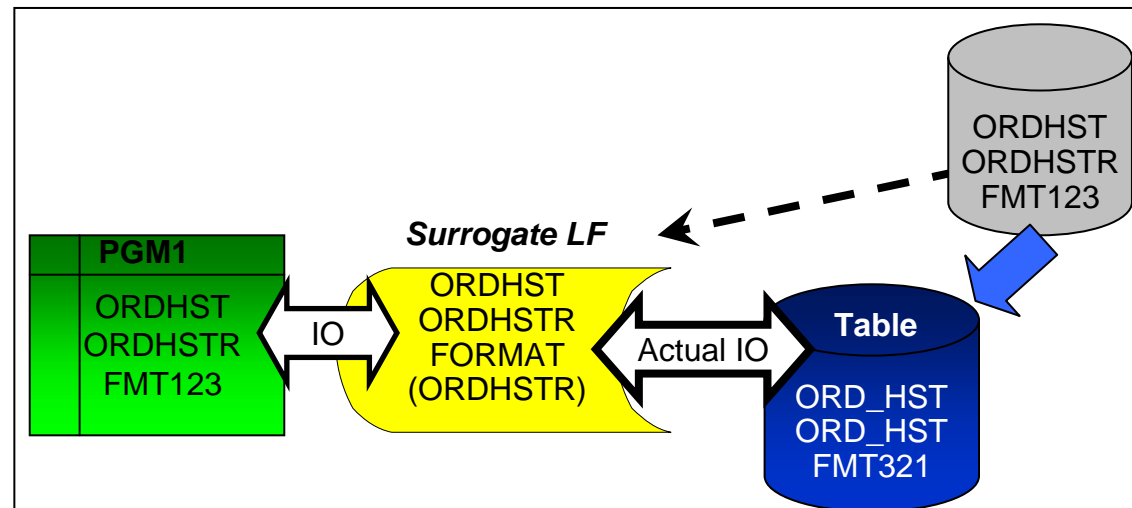 PGM1
ORDHST
ORDHSTR
FMT123
IO
Surrogate LF
ORDHST
ORDHSTR
FORMAT
(ORDHSTR)
Actual IO
ORDHST
ORDHSTR
FMT123
Table
ORD_HST
ORD_HST
FMT321